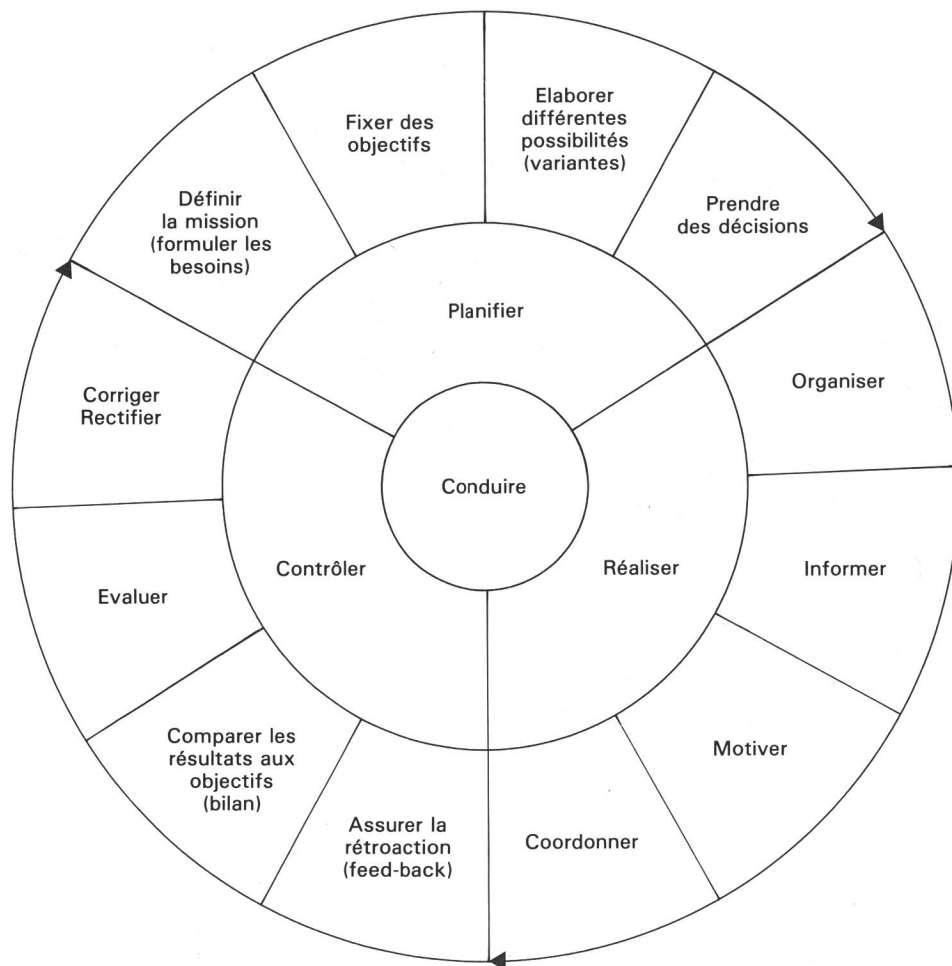 Fixer des
objectifs
Elaborer
différentes
possibilités
(variantes)
Prendre
des décisions
Organiser
Informer
Motiver
Coordonner
Assurer la
rétroaction
(feed-back)
Comparer les
résultats aux
objectifs
(bilan)
Evaluer
Corriger
Rectifier
Définir
la mission
(formuler les
besoins)
Planifier
Réaliser
Contrôler
Conduire